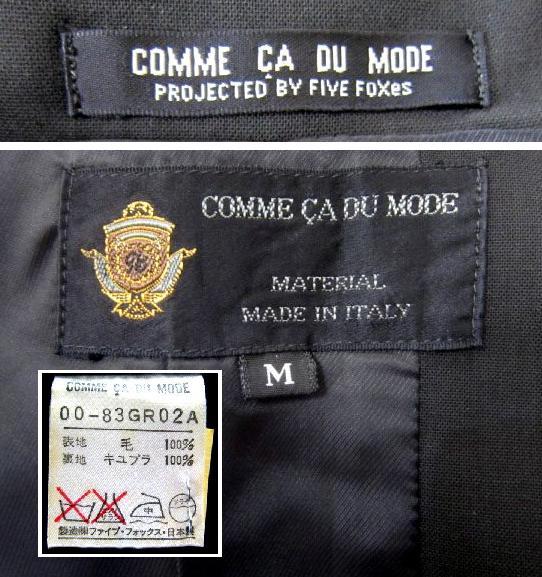 COMME ÇA DU MODE
PROJECTED BY FIVE FOXes
COMME ÇA DU MODE
MATERIAL
MADE IN ITALY
M
COMME ÇA DU MODE
00-83GR02A
表地 毛 100%
裏地 キュプラ 100%
中
製造㈱ファイブ・フォックス・日本製